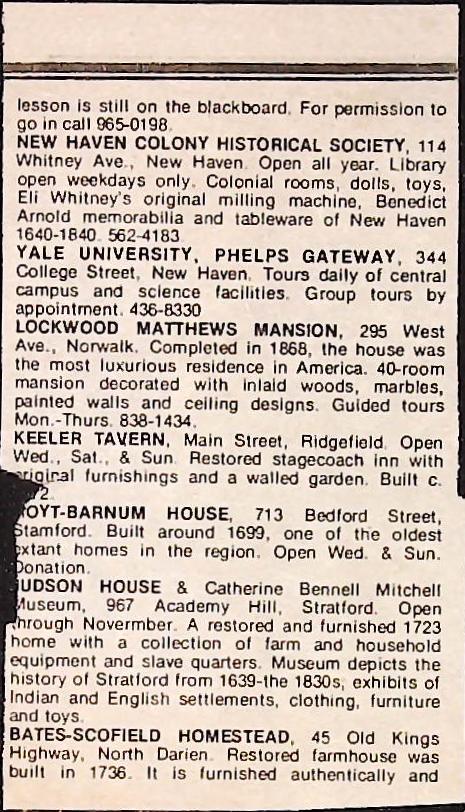 lesson is still on the blackboard. For permission to
go in call 965-0198.
NEW HAVEN COLONY HISTORICAL SOCIETY, 114
Whitney Ave., New Haven. Open all year. Library
open weekdays only. Colonial rooms, dolls, toys,
Eli Whitney's original milling machine, Benedict
Arnold memorabilia and tableware of New Haven
1640-1840. 562-4183
YALE UNIVERSITY, PHELPS GATEWAY, 344
College Street, New Haven. Tours daily of central
campus and science facilities. Group tours by
appointment. 436-8330
LOCKWOOD MATTHEWS MANSION, 295 West
Ave., Norwalk. Completed in 1868, the house was
the most luxurious residence in America. 40-room
mansion decorated with inlaid woods, marbles,
painted walls and ceiling designs. Guided tours
Mon.-Thurs. 838-1434.
KEELER TAVERN, Main Street, Ridgefield. Open
Wed., Sat., & Sun. Restored stagecoach inn with
original furnishings and a walled garden. Built c.
2.
OYT-BARNUM HOUSE, 713 Bedford Street,
Stamford. Built around 1699, one of the oldest
extant homes in the region. Open Wed. & Sun.
Donation.
UDSON HOUSE & Catherine Bennell Mitchell
Museum, 967 Academy Hill, Stratford. Open
through Novermber. A restored and furnished 1723
home with a collection of farm and household
equipment and slave quarters. Museum depicts the
history of Stratford from 1639-the 1830s; exhibits of
Indian and English settlements, clothing, furniture
and toys.
BATES-SCOFIELD HOMESTEAD, 45 Old Kings
Highway, North Darien. Restored farmhouse was
built in 1736. It is furnished authentically and